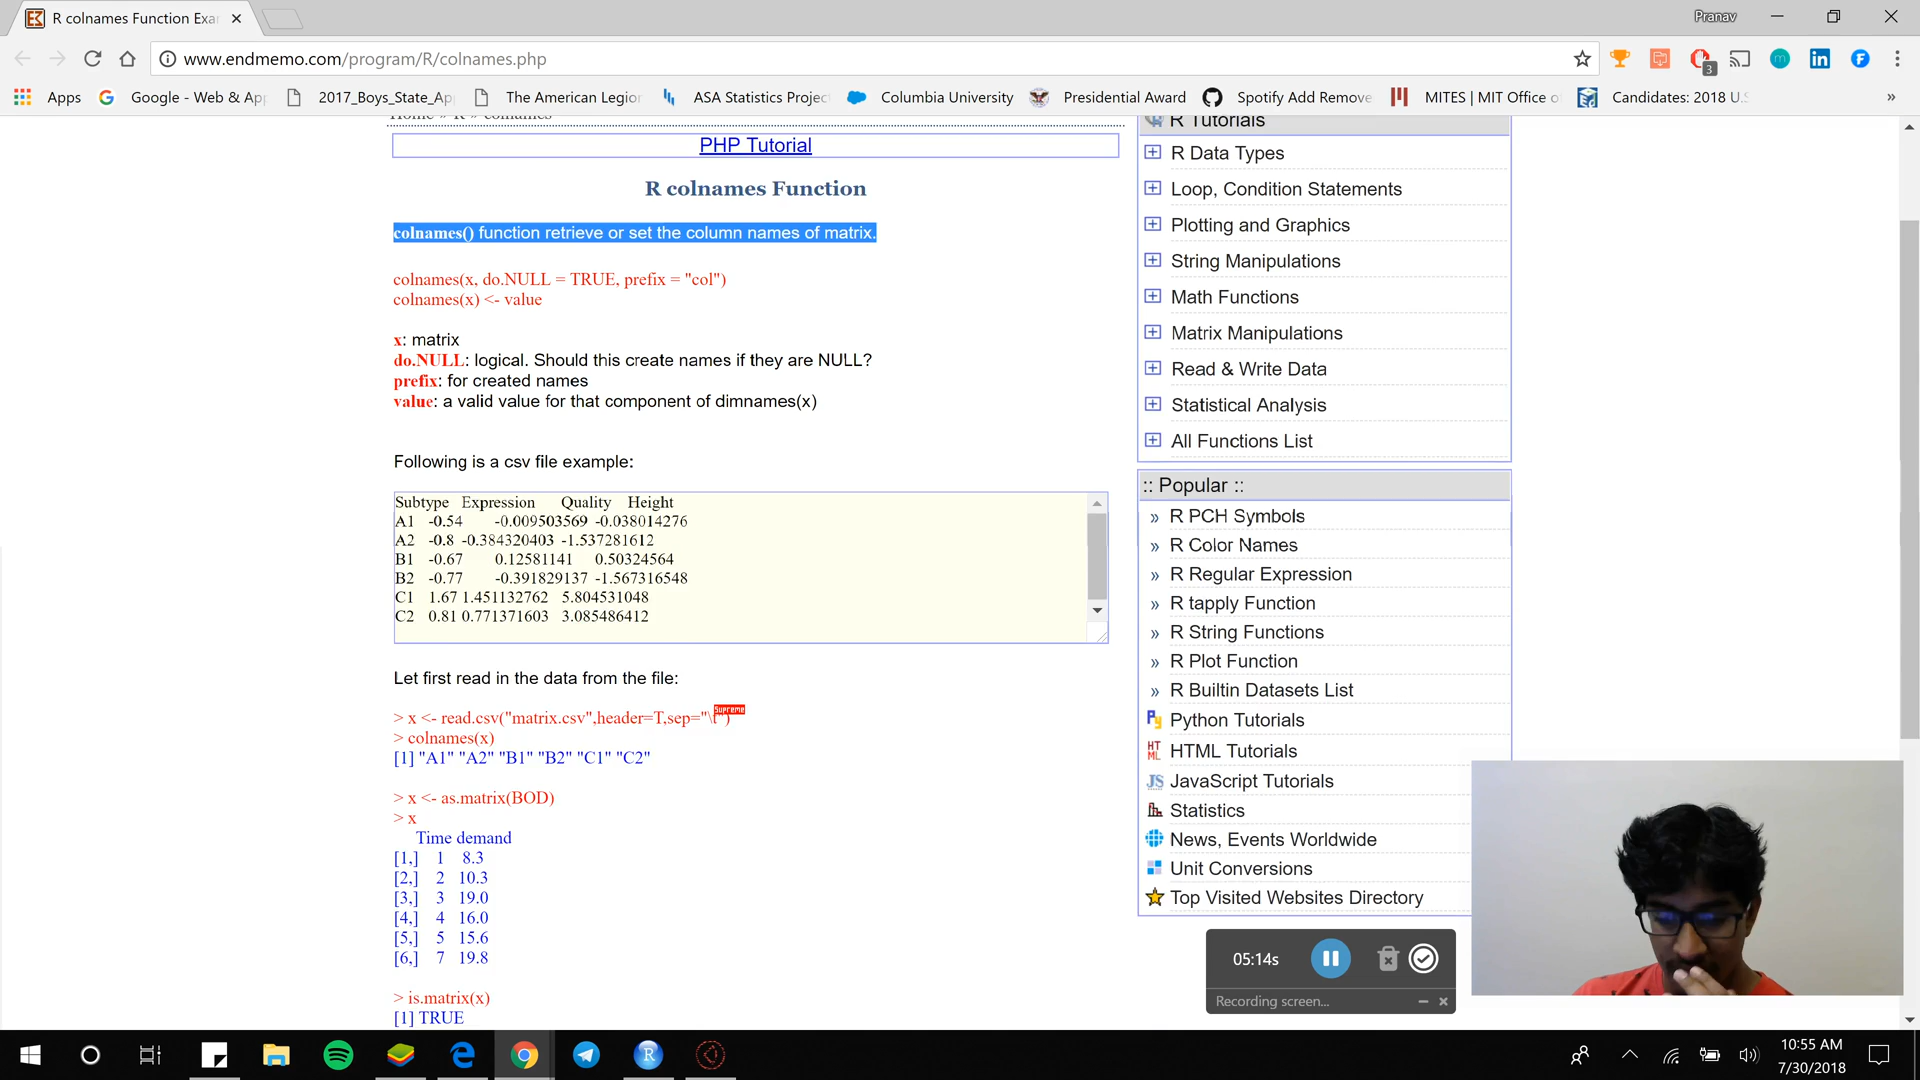 R colnames Function Exa
Pranav
www.endmemo.com/program/R/colnames.php
3
m
Apps
Google - Web & Ap
2017_Boys_State_Ap
The American Legion
ASA Statistics Projec
Columbia University
Presidential Award
Spotify Add Remove
MITES | MIT Office o
Candidates: 2018 U.S
»
Home » R » colnames
PHP Tutorial
R colnames Function
colnames() function retrieve or set the column names of matrix.
colnames(x, do.NULL = TRUE, prefix = "col")
colnames(x) <- value
x: matrix
do.NULL: logical. Should this create names if they are NULL?
prefix: for created names
value: a valid value for that component of dimnames(x)
Following is a csv file example:
Subtype Expression Quality Height
A1 -0.54 -0.009503569 -0.038014276
A2 -0.8 -0.384320403 -1.537281612
B1 -0.67 0.12581141 0.50324564
B2 -0.77 -0.391829137 -1.567316548
C1 1.67 1.451132762 5.804531048
C2 0.81 0.771371603 3.085486412
Let first read in the data from the file:
> x <- read.csv("matrix.csv",header=T,sep="\t")
Supreme
> colnames(x)
[1] "A1" "A2" "B1" "B2" "C1" "C2"
> x <- as.matrix(BOD)
> x
Time demand
[1,] 1 8.3
[2,] 2 10.3
[3,] 3 19.0
[4,] 4 16.0
[5,] 5 15.6
[6,] 7 19.8
> is.matrix(x)
[1] TRUE
R Tutorials
R Data Types
Loop, Condition Statements
Plotting and Graphics
String Manipulations
Math Functions
Matrix Manipulations
Read & Write Data
Statistical Analysis
All Functions List
:: Popular ::
» R PCH Symbols
» R Color Names
» R Regular Expression
» R tapply Function
» R String Functions
» R Plot Function
» R Builtin Datasets List
Python Tutorials
HTML Tutorials
JavaScript Tutorials
Statistics
News, Events Worldwide
Unit Conversions
Top Visited Websites Directory
05:14s
Recording screen...
10:55 AM
7/30/2018